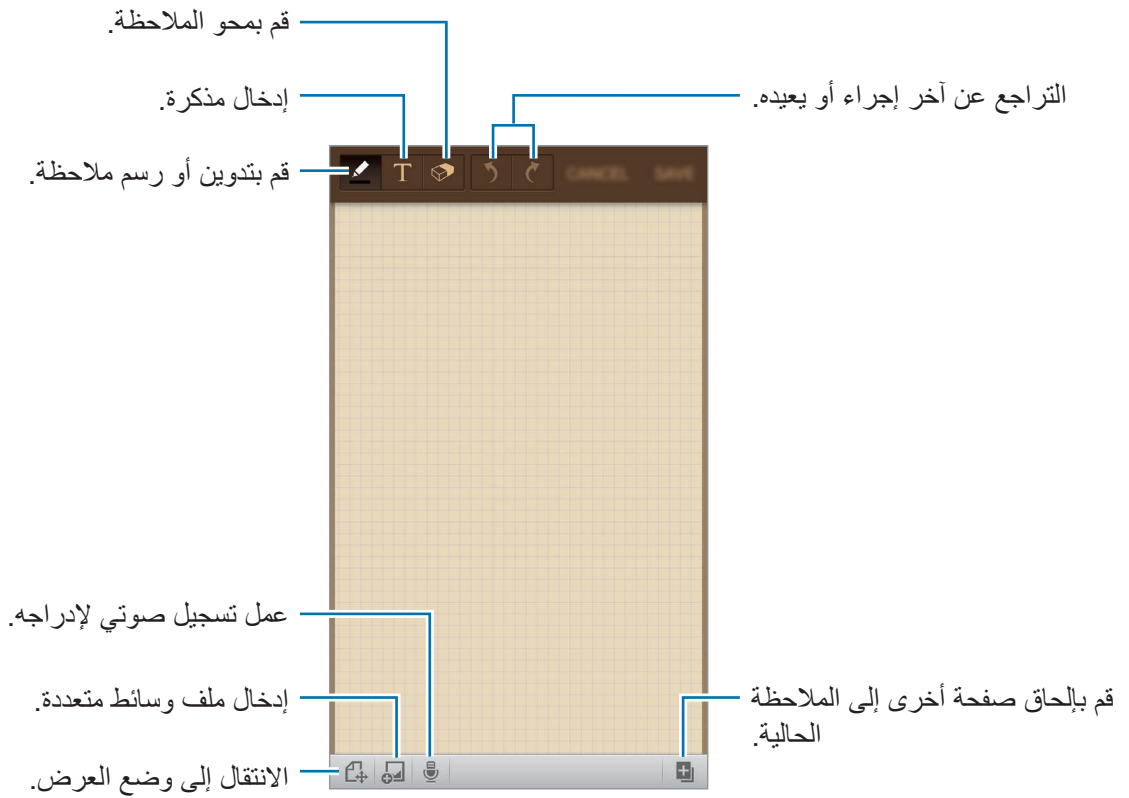 قم بمحو الملاحظة.
إدخال مذكرة.
التراجع عن آخر إجراء أو يعيده.
قم بتدوين أو رسم ملاحظة.
T
CANCEL SAVE
عمل تسجيل صوتي لإدراجه.
إدخال ملف وسائط متعددة.
قم بإلحاق صفحة أخرى إلى الملاحظة
الحالية.
الانتقال إلى وضع العرض.